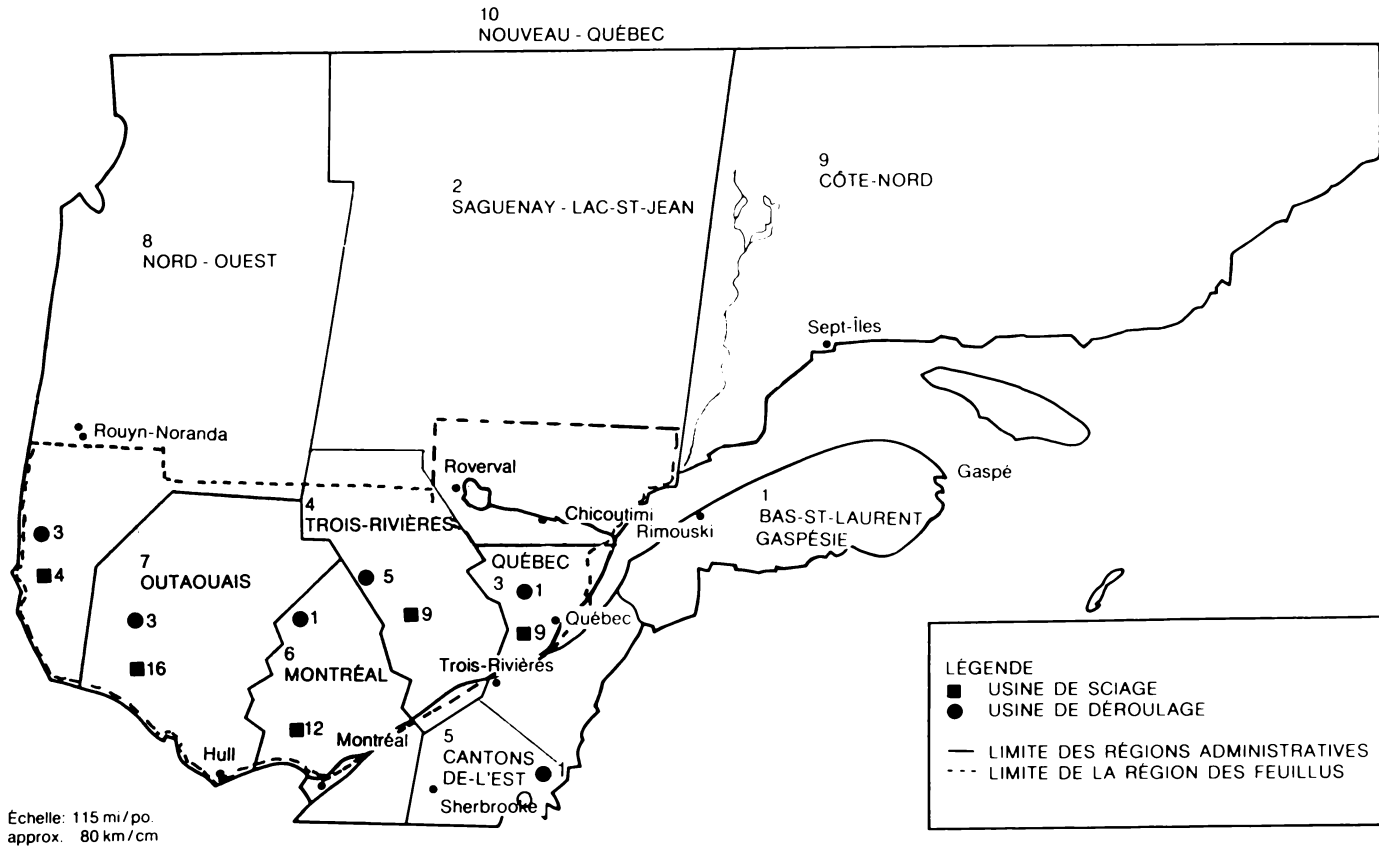 10
NOUVEAU - QUÉBEC
9
CÔTE-NORD
2
SAGUENAY - LAC-ST-JEAN
8
NORD - OUEST
Sept-Îles
Rouyn-Noranda
Roverval
Gaspé
4
TROIS-RIVIÈRES
Chicoutimi
Rimouski
1
BAS-ST-LAURENT
GASPÉSIE
3
4
7
OUTAOUAIS
5
QUÉBEC
3
1
3
1
9
Québec
9
16
6
MONTRÉAL
Trois-Rivières
12
Montréal
5
CANTONS
DE-L'EST
1
Hull
Sherbrooke
LÉGENDE
USINE DE SCIAGE
USINE DE DÉROULAGE
LIMITE DES RÉGIONS ADMINISTRATIVES
LIMITE DE LA RÉGION DES FEUILLUS
Échelle: 115 mi/po.
approx. 80 km/cm